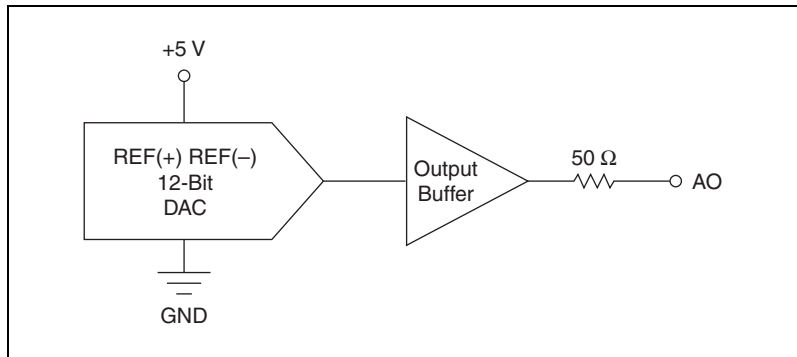 +5 V
REF(+) REF(–)
12-Bit
DAC
GND
Output
Buffer
50 Ω
AO